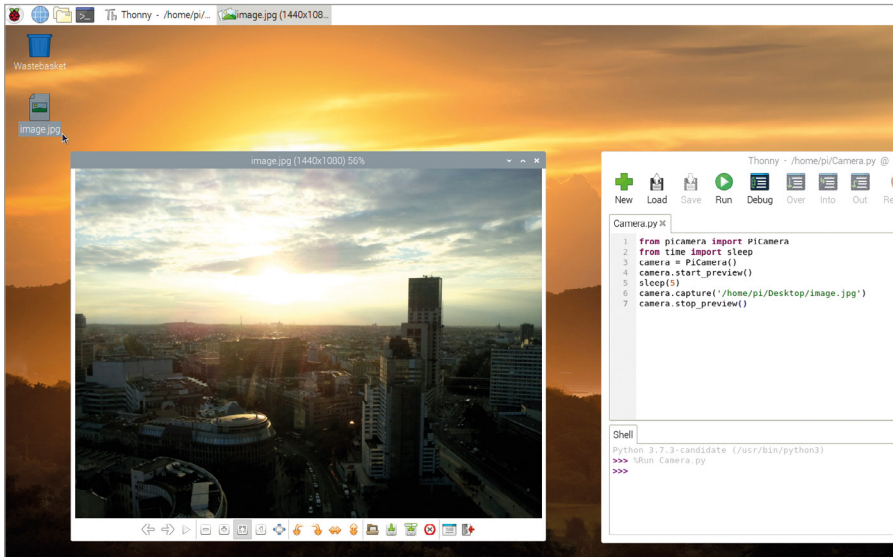 Thonny - /home/pi/...
image.jpg (1440x108...
Wastebasket
image.jpg
image.jpg (1440x1080) 56%
Thonny - /home/pi/Camera.py @
New Load Save Run Debug Over Into Out
Camera.py
1 from picamera import PiCamera
2 from time import sleep
3 camera = PiCamera()
4 camera.start_preview()
5 sleep(5)
6 camera.capture('/home/pi/Desktop/image.jpg')
7 camera.stop_preview()
Shell
Python 3.7.3-candidate (/usr/bin/python3)
>>> %Run Camera.py
>>>